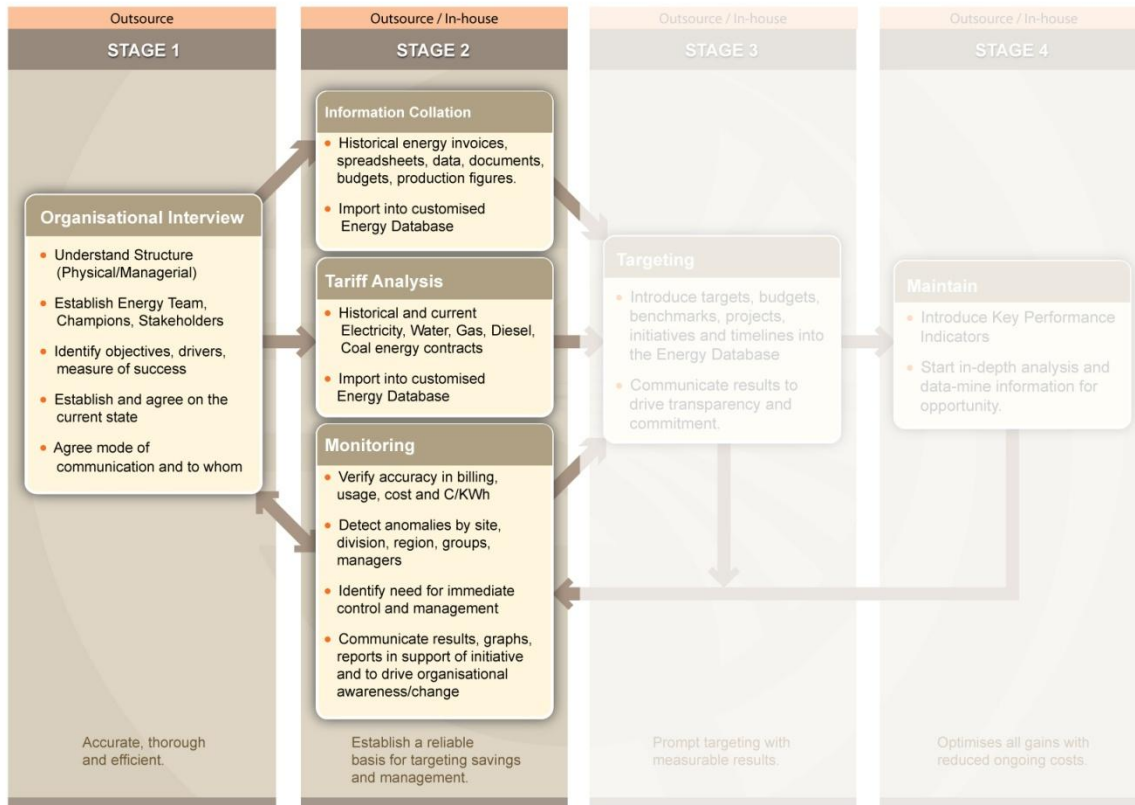 Outsource
STAGE 1
Organisational Interview
• Understand Structure
(Physical/Managerial)
• Establish Energy Team,
Champions, Stakeholders
• Identify objectives, drivers,
measure of success
• Establish and agree on the
current state
• Agree mode of
communication and to whom
Accurate, thorough
and efficient.
Outsource / In-house
STAGE 2
Information Collation
• Historical energy invoices,
spreadsheets, data, documents,
budgets, production figures.
• Import into customised
Energy Database
Tariff Analysis
• Historical and current
Electricity, Water, Gas, Diesel,
Coal energy contracts
• Import into customised
Energy Database
Monitoring
• Verify accuracy in billing,
usage, cost and C/KWh
• Detect anomalies by site,
division, region, groups,
managers
• Identify need for immediate
control and management
• Communicate results, graphs,
reports in support of initiative
and to drive organisational
awareness/change
Establish a reliable
basis for targeting savings
and management.
Outsource / In-house
STAGE 3
Targeting
• Introduce targets, budgets,
benchmarks, projects,
initiatives and timelines into
the Energy Database
• Communicate results to
drive transparency and
commitment.
Prompt targeting with
measurable results.
Outsource / In-house
STAGE 4
Maintain
• Introduce Key Performance
Indicators
• Start in-depth analysis and
data-mine information for
opportunity.
Optimises all gains with
reduced ongoing costs.